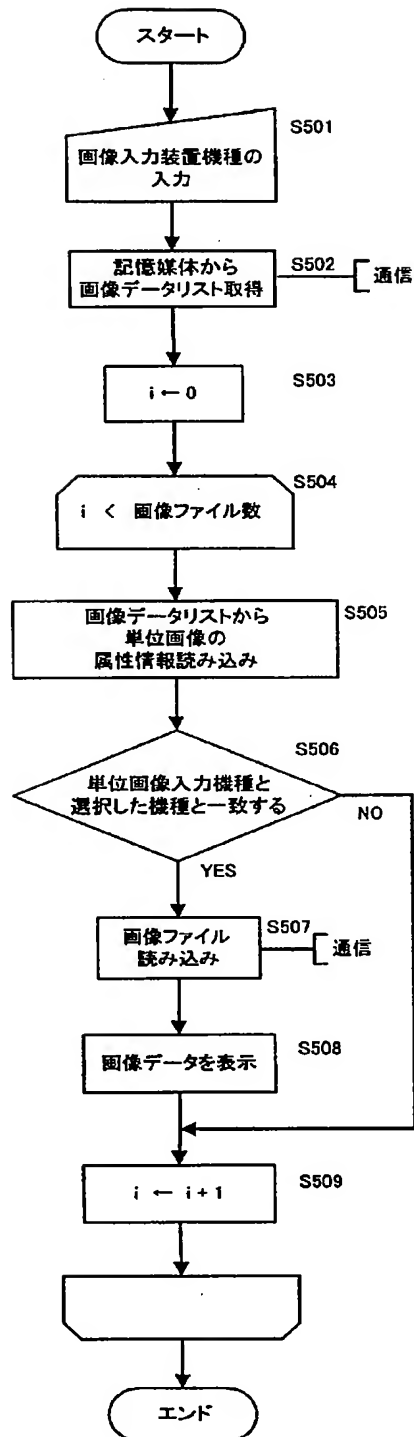 スタート
S501
画像入力装置機種の
入力
記憶媒体から
画像データリスト取得
S502
通信
S503
i ← 0
S504
i < 画像ファイル数
画像データリストから
単位画像の
属性情報読み込み
S505
S506
単位画像入力機種と
選択した機種と一致する
NO
YES
S507
画像ファイル
読み込み
通信
S508
画像データを表示
S509
i ← i + 1
エンド